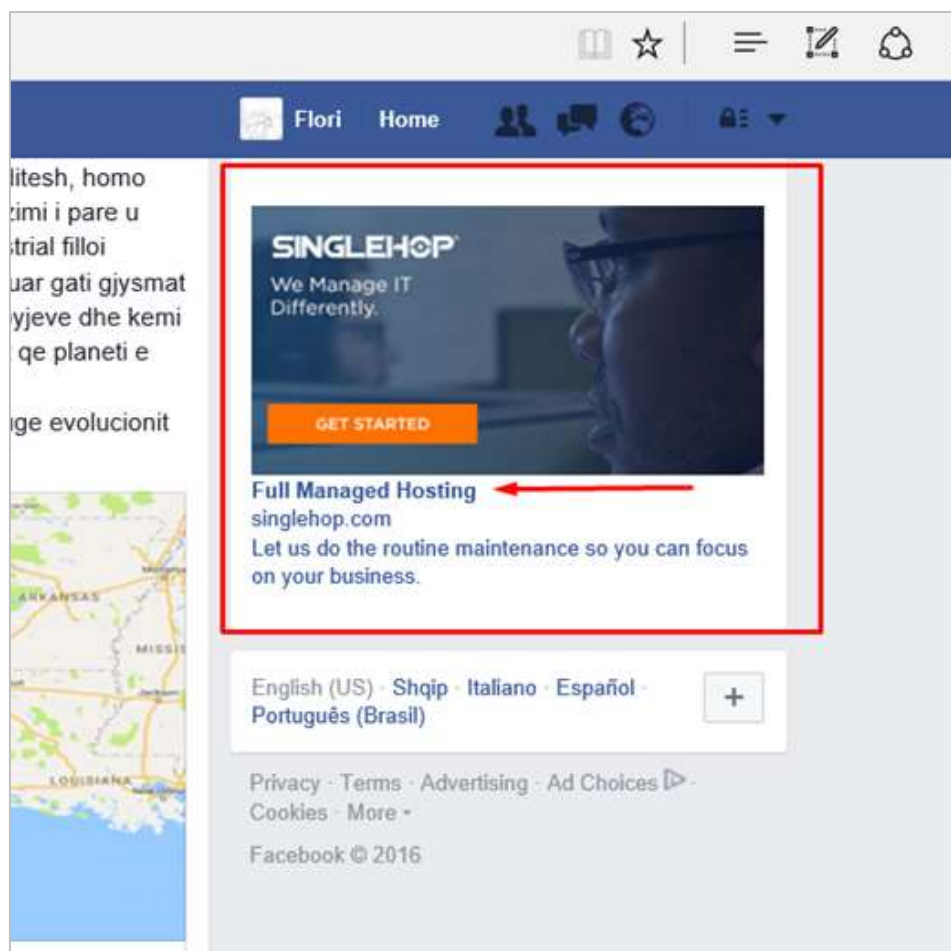 Flori Home
litesh, homo
zimi i pare u
strial filloi
uar gati gjysmat
yjeve dhe kemi
qe planeti e
ge evolucionit
SINGLEHOP
We Manage IT
Differently.
GET STARTED
Full Managed Hosting
singlehop.com
Let us do the routine maintenance so you can focus
on your business.
ARKANSAS
MISSIS
LOUISIANA
English (US) · Shqip · Italiano · Español ·
Português (Brasil)
+
Privacy · Terms · Advertising · Ad Choices ·
Cookies · More
Facebook © 2016